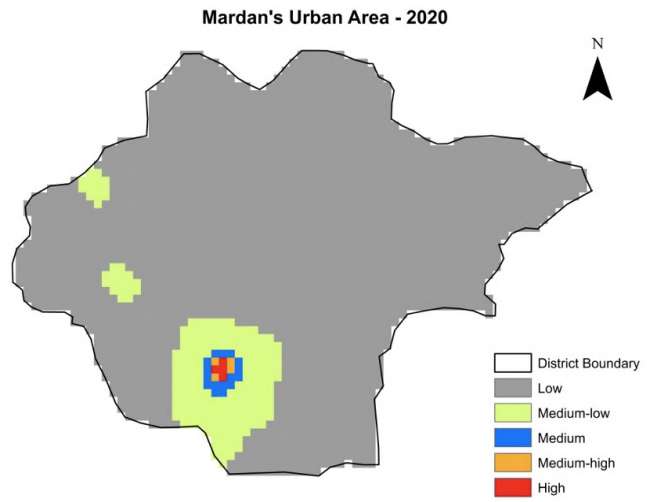 Mardan's Urban Area - 2020
N
District Boundary
Low
Medium-low
Medium
Medium-high
High